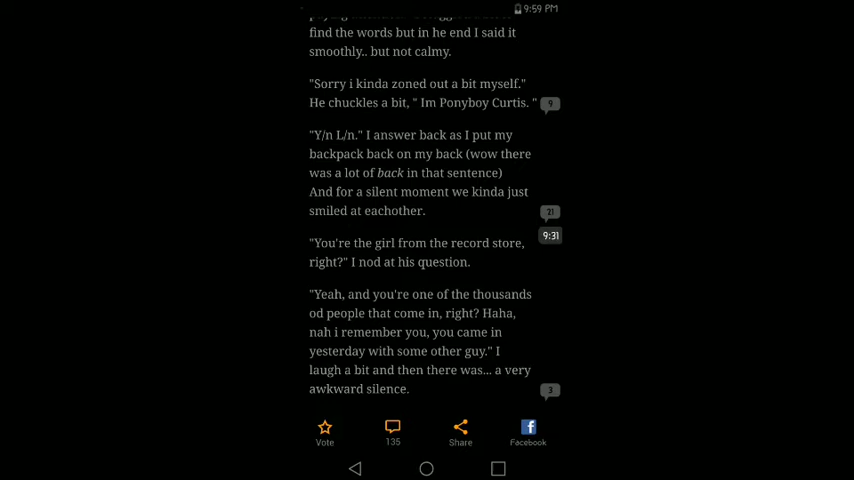 9:59 PM
find the words but in he end I said it
smoothly.. but not calmy.
"Sorry i kinda zoned out a bit myself."
He chuckles a bit, " Im Ponyboy Curtis. "
9
"Y/n L/n." I answer back as I put my
backpack back on my back (wow there
was a lot of back in that sentence)
And for a silent moment we kinda just
smiled at eachother.
21
9:31
"You're the girl from the record store,
right?" I nod at his question.
"Yeah, and you're one of the thousands
od people that come in, right? Haha,
nah i remember you, you came in
yesterday with some other guy." I
laugh a bit and then there was... a very
awkward silence.
3
Vote
135
Share
Facebook